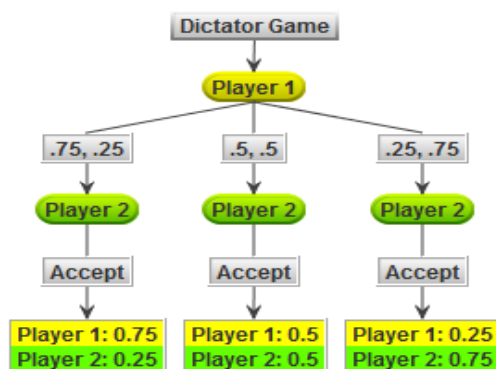 Dictator Game
Player 1
.75, .25
.5, .5
.25, .75
Player 2
Player 2
Player 2
Accept
Accept
Accept
Player 1: 0.75
Player 2: 0.25
Player 1: 0.5
Player 2: 0.5
Player 1: 0.25
Player 2: 0.75